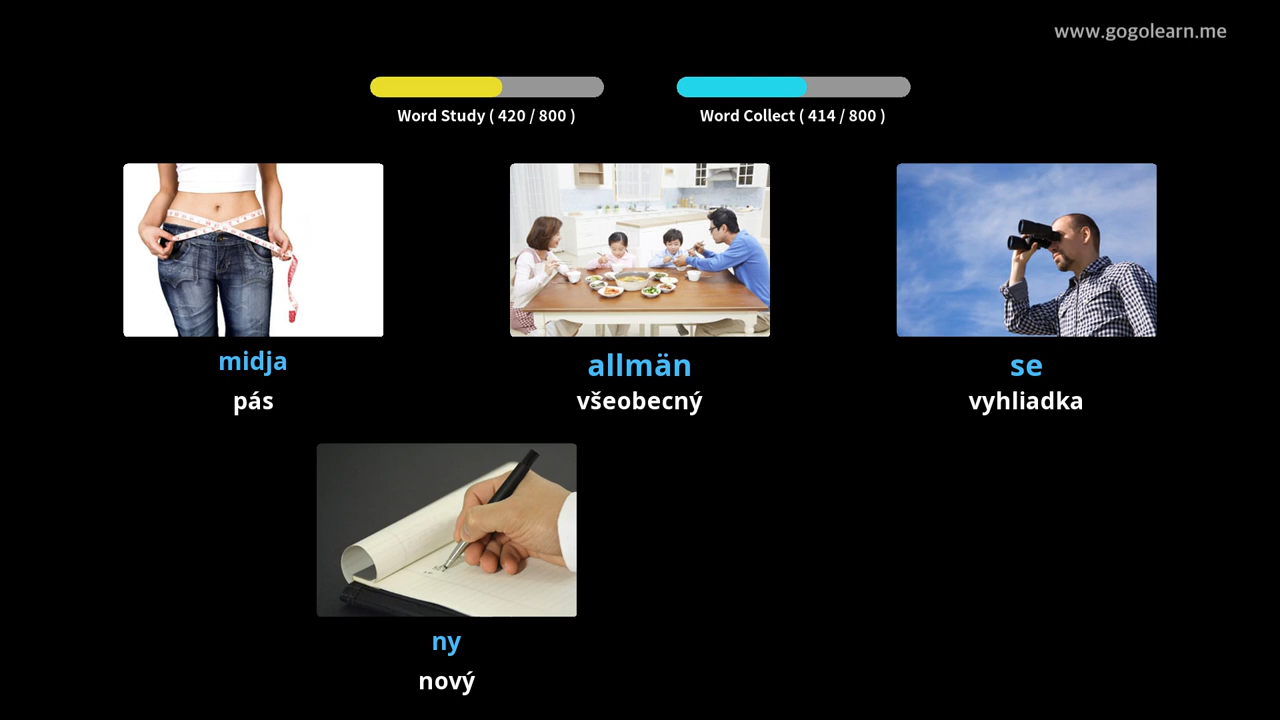 www.gogolearn.me
Word Study ( 420 / 800 )
Word Collect ( 414 / 800 )
midja
pás
allmän
všeobecný
se
vyhliadka
ny
nový